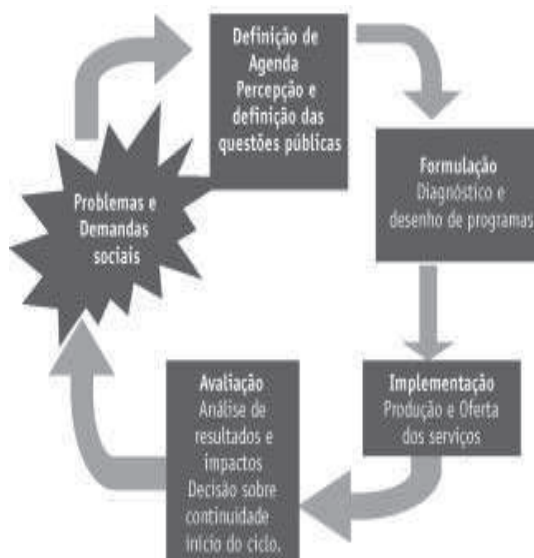 Definição de
Agenda
Percepção e
definição das
questões públicas
Formulação
Diagnóstico e
desenho de programas
Problemas e
Demandas
sociais
Implementação
Produção e Oferta
dos serviços
Avaliação
Análise de
resultados e
impactos
Decisão sobre
continuidade
início do ciclo.